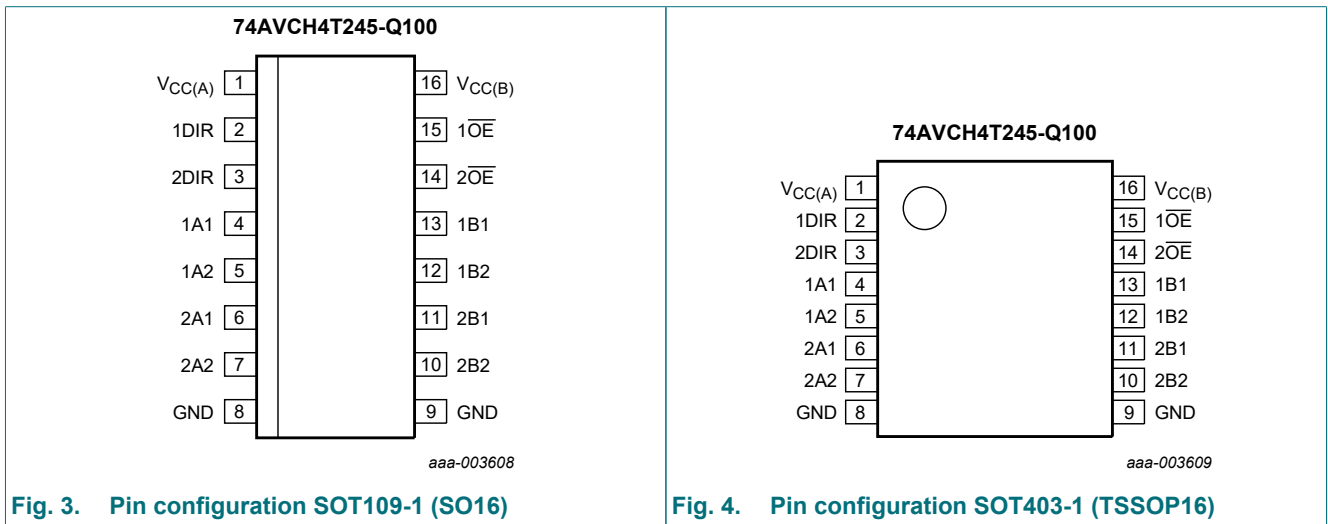 74AVCH4T245-Q100
VCC(A) 1 16 VCC(B)
1DIR 2 15 1O̅E̅
2DIR 3 14 2O̅E̅
1A1 4 13 1B1
1A2 5 12 1B2
2A1 6 11 2B1
2A2 7 10 2B2
GND 8 9 GND
aaa-003608
Fig. 3. Pin configuration SOT109-1 (SO16)
74AVCH4T245-Q100
VCC(A) 1 16 VCC(B)
1DIR 2 15 1O̅E̅
2DIR 3 14 2O̅E̅
1A1 4 13 1B1
1A2 5 12 1B2
2A1 6 11 2B1
2A2 7 10 2B2
GND 8 9 GND
aaa-003609
Fig. 4. Pin configuration SOT403-1 (TSSOP16)